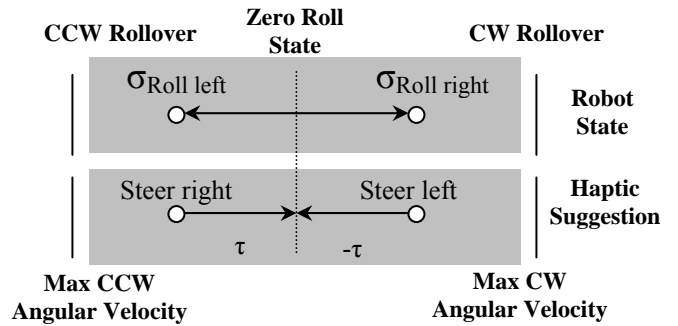 CCW Rollover
Zero Roll
State
CW Rollover
σRoll left
σRoll right
Robot
State
Steer right
Steer left
Haptic
Suggestion
τ
-τ
Max CCW
Angular Velocity
Max CW
Angular Velocity